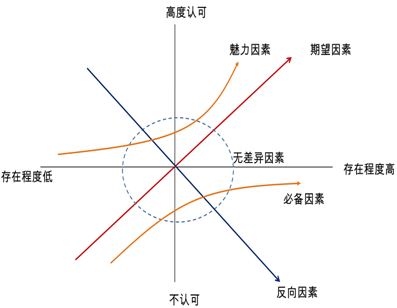 高度认可
魅力因素
期望因素
无差异因素
存在程度低
存在程度高
必备因素
反向因素
不认可